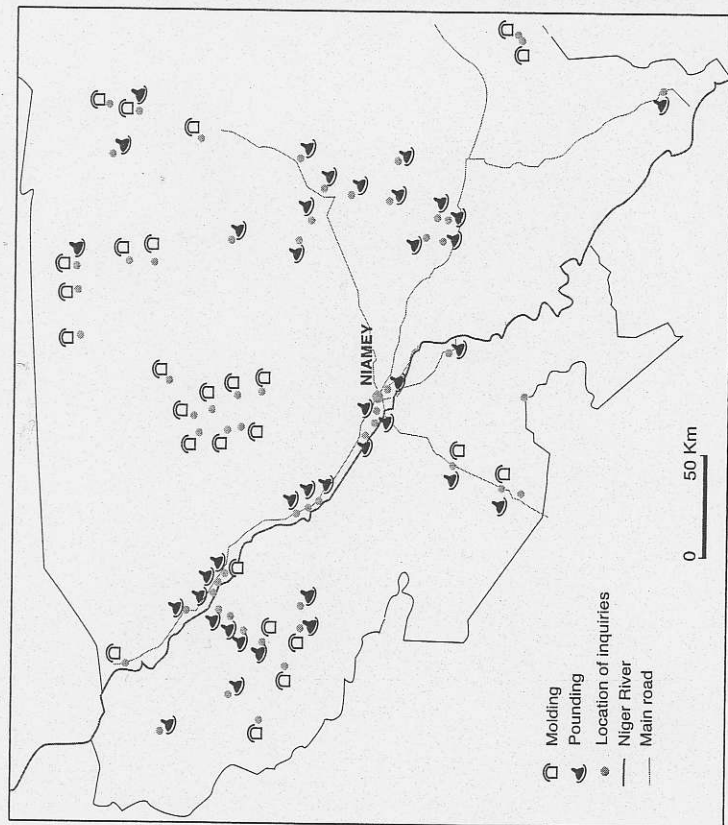 NIAMEY
0 50 Km
Molding
Pounding
Location of inquiries
Niger River
Main road